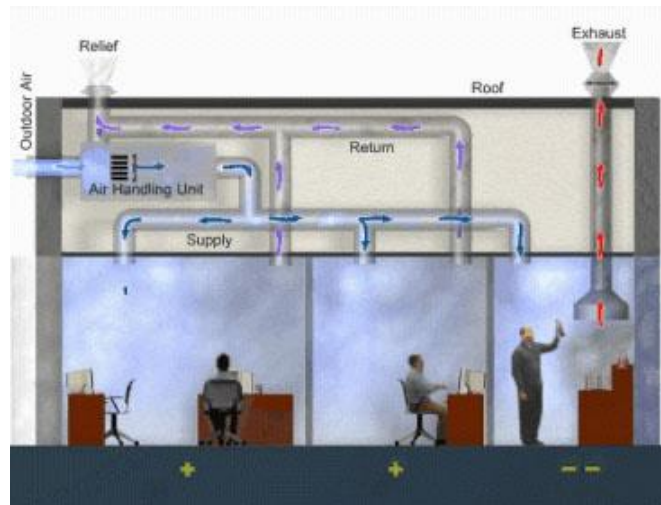 Relief
Exhaust
Roof
Outdoor Air
Return
Air Handling Unit
Supply
+
+
– –